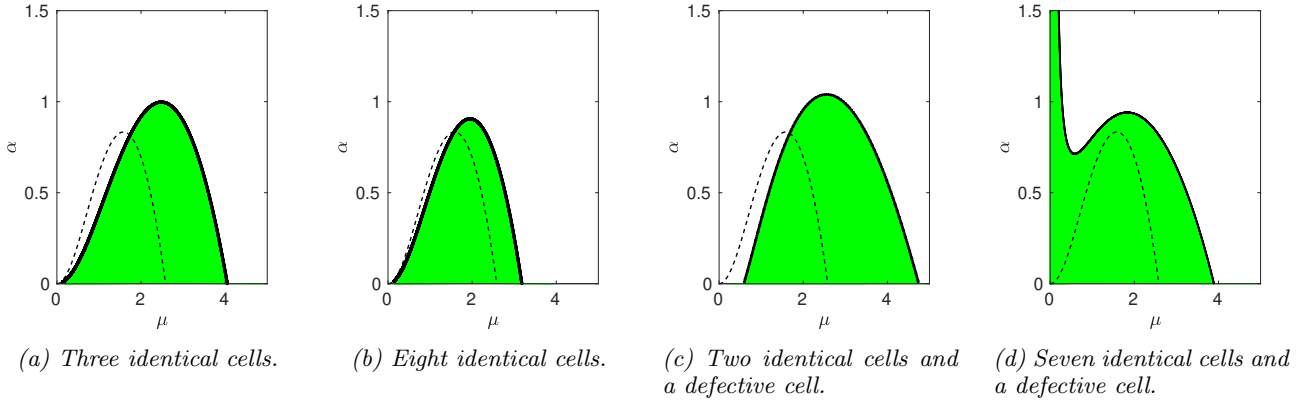 1.5
1
0.5
0
α
0
2
4
μ
1.5
1
0.5
0
α
0
2
4
μ
1.5
1
0.5
0
α
0
2
4
μ
1.5
1
0.5
0
α
0
2
4
μ
(a) Three identical cells.
(b) Eight identical cells.
(c) Two identical cells and
a defective cell.
(d) Seven identical cells and
a defective cell.